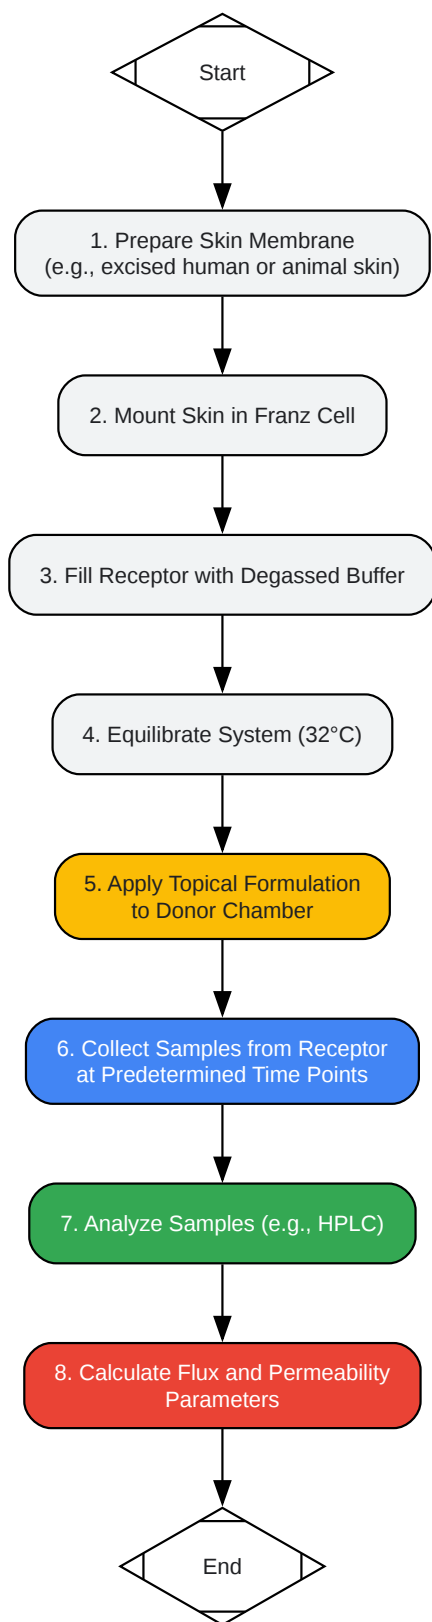 Start
1. Prepare Skin Membrane
(e.g., excised human or animal skin)
2. Mount Skin in Franz Cell
3. Fill Receptor with Degassed Buffer
4. Equilibrate System (32°C)
5. Apply Topical Formulation
to Donor Chamber
6. Collect Samples from Receptor
at Predetermined Time Points
7. Analyze Samples (e.g., HPLC)
8. Calculate Flux and Permeability
Parameters
End